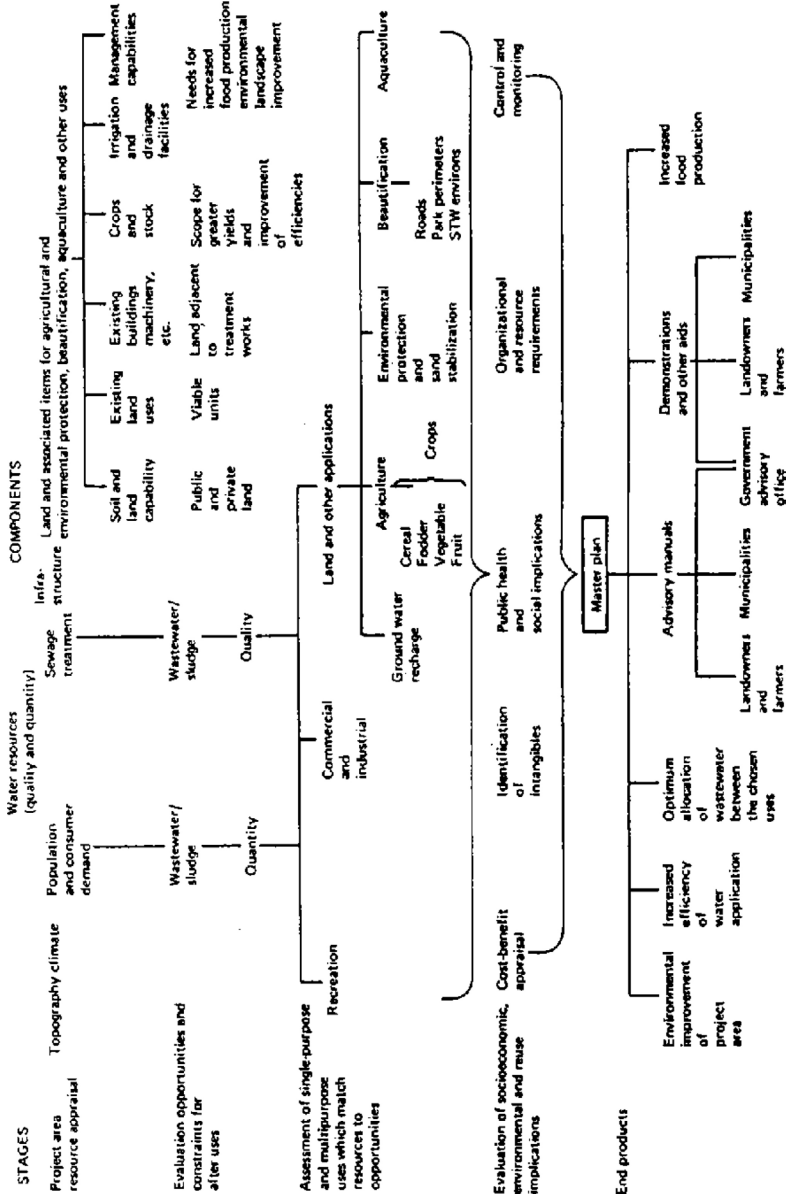 STAGES
COMPONENTS
Project area
resource appraisal
Topography climate
Water resources
(quality and quantity)
Population
and consumer
demand
Sewage
treatment
Infra-
structure
Land and associated items for agricultural and
environmental protection, beautification, aquaculture and other uses
Soil and
land
capability
Existing
land
uses
Existing
buildings
machinery,
etc.
Crops
and
stock
Irrigation
and
drainage
facilities
Management
capabilities
Evaluation opportunities and
constraints for
after uses
Wastewater/
sludge
Wastewater/
sludge
Public
and
private
land
Viable
units
Land adjacent
to
treatment
works
Scope for
greater
yields
and
improvement
of
efficiencies
Needs for
increased
food production
environmental
landscape
improvement
Quantity
Quality
Assessment of single-purpose
and multipurpose
uses which match
resources to
opportunities
Recreation
Commercial
and
industrial
Land and other applications
Ground water
recharge
Agriculture
Cereal
Fodder
Vegetable
Fruit
Crops
Environmental
protection
and
sand
stabilization
Beautification
Roads
Park perimeters
STW environs
Aquaculture
Evaluation of socioeconomic,
environmental and reuse
implications
Cost-benefit
appraisal
Identification
of
intangibles
Public health
and
social implications
Organizational
and resource
requirements
Control and
monitoring
Master plan
End products
Environmental
improvement
of
project
area
Increased
efficiency
of
water
application
Optimum
allocation
of
wastewater
between
the chosen
uses
Advisory manuals
Landowners
and
farmers
Municipalities
Government
advisory
office
Demonstrations
and other aids
Landowners
and
farmers
Municipalities
Increased
food
production